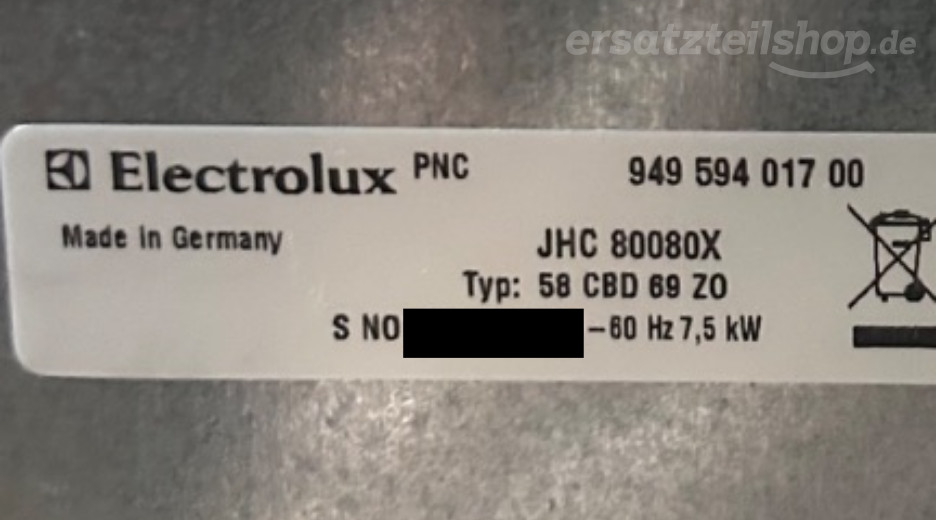 ersatzteilshop.de
Electrolux PNC 949 594 017 00
Made in Germany
JHC 80080X
Typ: 58 CBD 69 ZO
S NO –60 Hz 7,5 kW